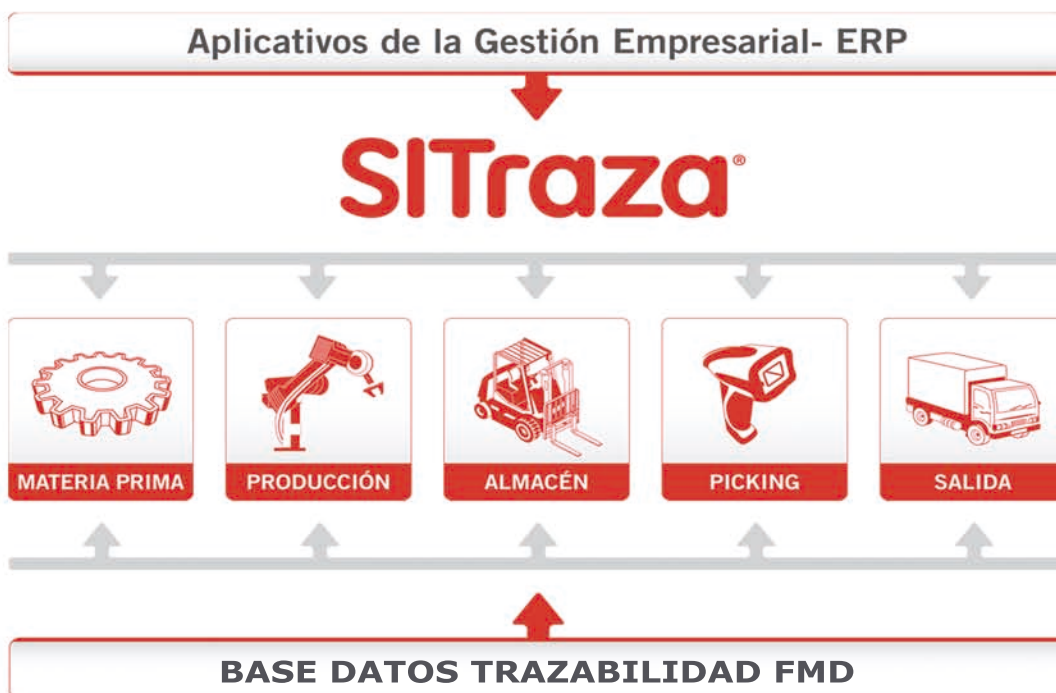 Aplicativos de la Gestión Empresarial- ERP
SITraza®
MATERIA PRIMA
PRODUCCIÓN
ALMACÉN
PICKING
SALIDA
BASE DATOS TRAZABILIDAD FMD